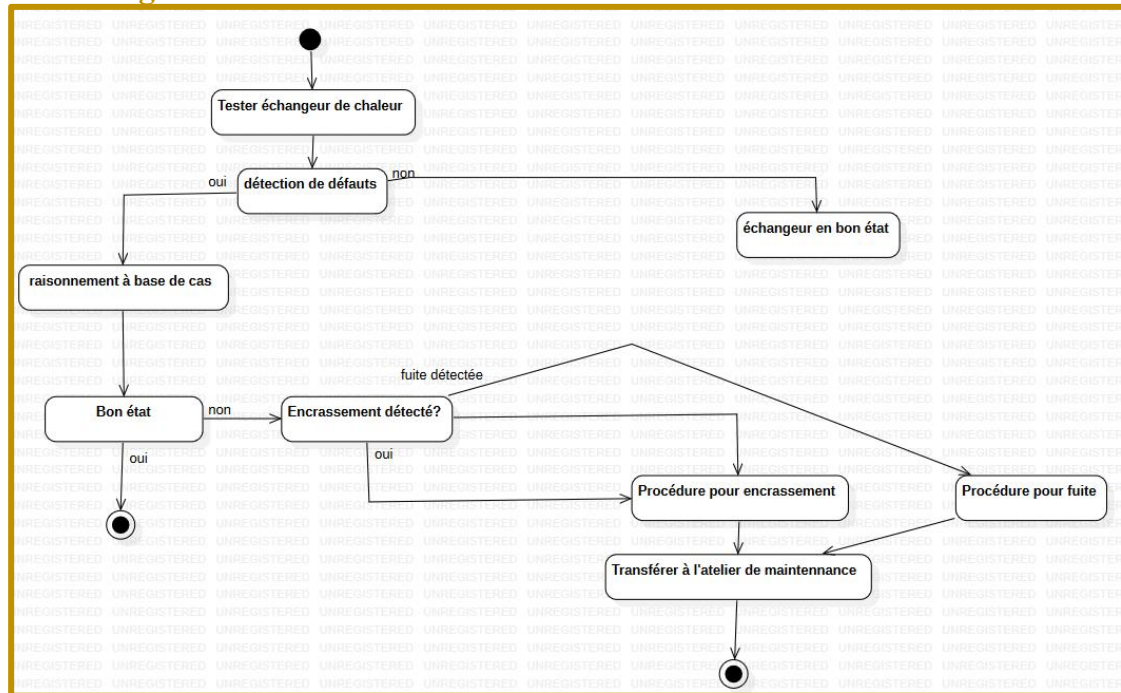 Tester échangeur de chaleur
détection de défauts
oui
non
échangeur en bon état
raisonnement à base de cas
fuite détectée
Bon état
non
Encrassement détecté?
oui
oui
Procédure pour encrassement
Procédure pour fuite
Transférer à l'atelier de maintennance